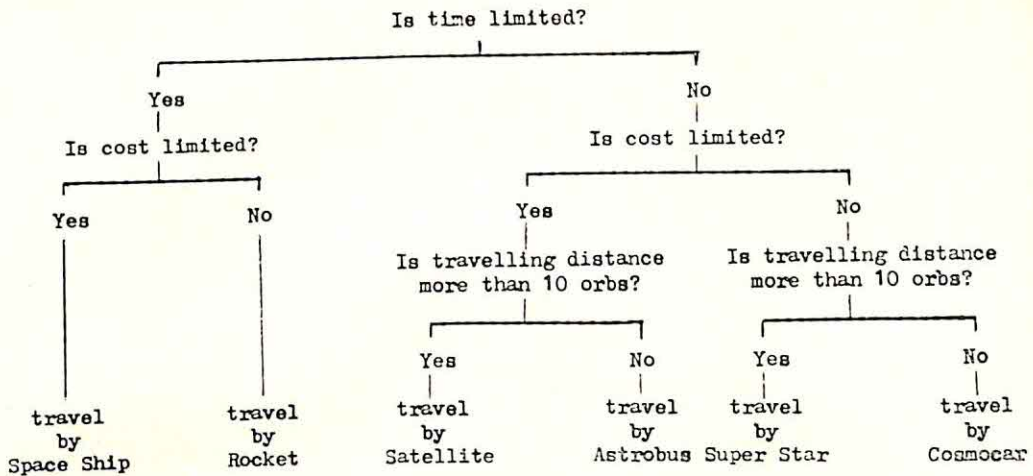 Is time limited?
Yes
No
Is cost limited?
Is cost limited?
Yes
No
Yes
No
Is travelling distance
more than 10 orbs?
Is travelling distance
more than 10 orbs?
Yes
No
Yes
No
travel
by
Space Ship
travel
by
Rocket
travel
by
Satellite
travel
by
Astrobus
travel
by
Super Star
travel
by
Cosmocar